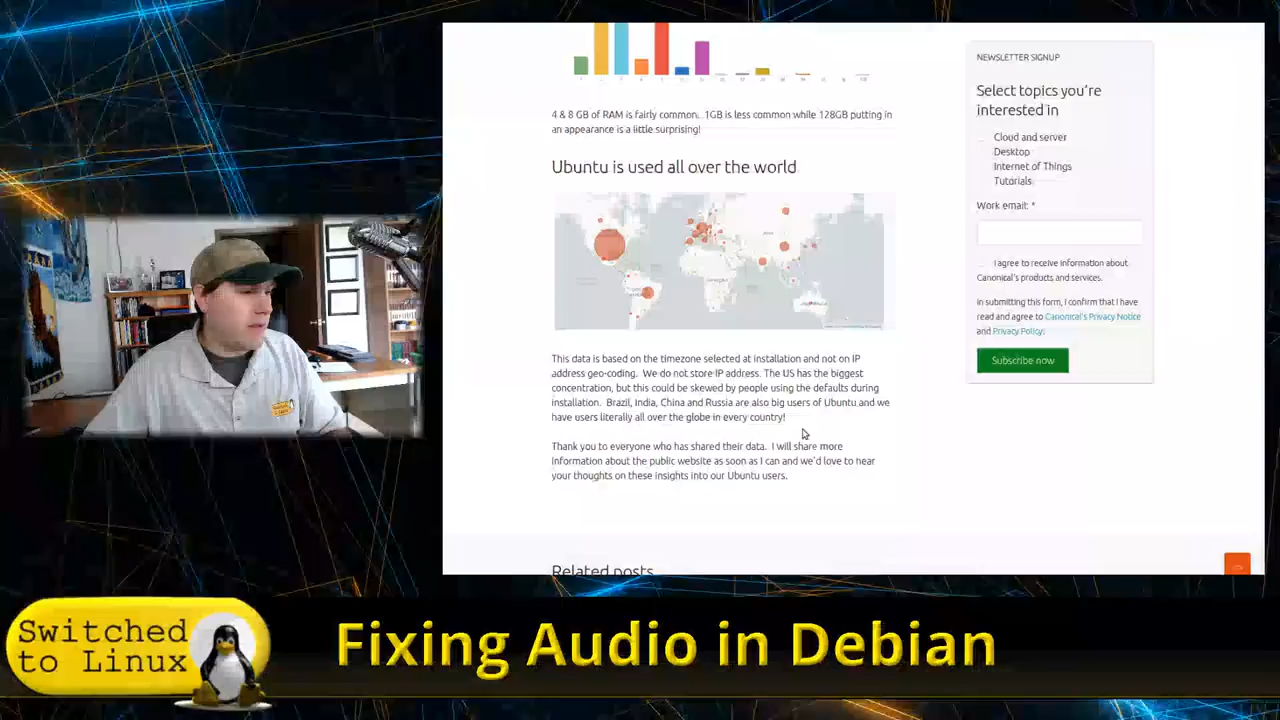 4 & 8 GB of RAM is fairly common. 1GB is less common while 128GB putting in
an appearance is a little surprising!
Ubuntu is used all over the world
This data is based on the timezone selected at installation and not on IP
address geo-coding. We do not store IP address. The US has the biggest
concentration, but this could be skewed by people using the defaults during
installation. Brazil, India, China and Russia are also big users of Ubuntu and we
have users literally all over the globe in every country!
Thank you to everyone who has shared their data. I will share more
information about the public website as soon as I can and we'd love to hear
your thoughts on these insights into our Ubuntu users.
Related posts
NEWSLETTER SIGNUP
Select topics you're
interested in
Cloud and server
Desktop
Internet of Things
Tutorials
Work email: *
I agree to receive information about
Canonical's products and services.
In submitting this form, I confirm that I have
read and agree to Canonical's Privacy Notice
and Privacy Policy.
Subscribe now
Switched
to Linux
Fixing Audio in Debian